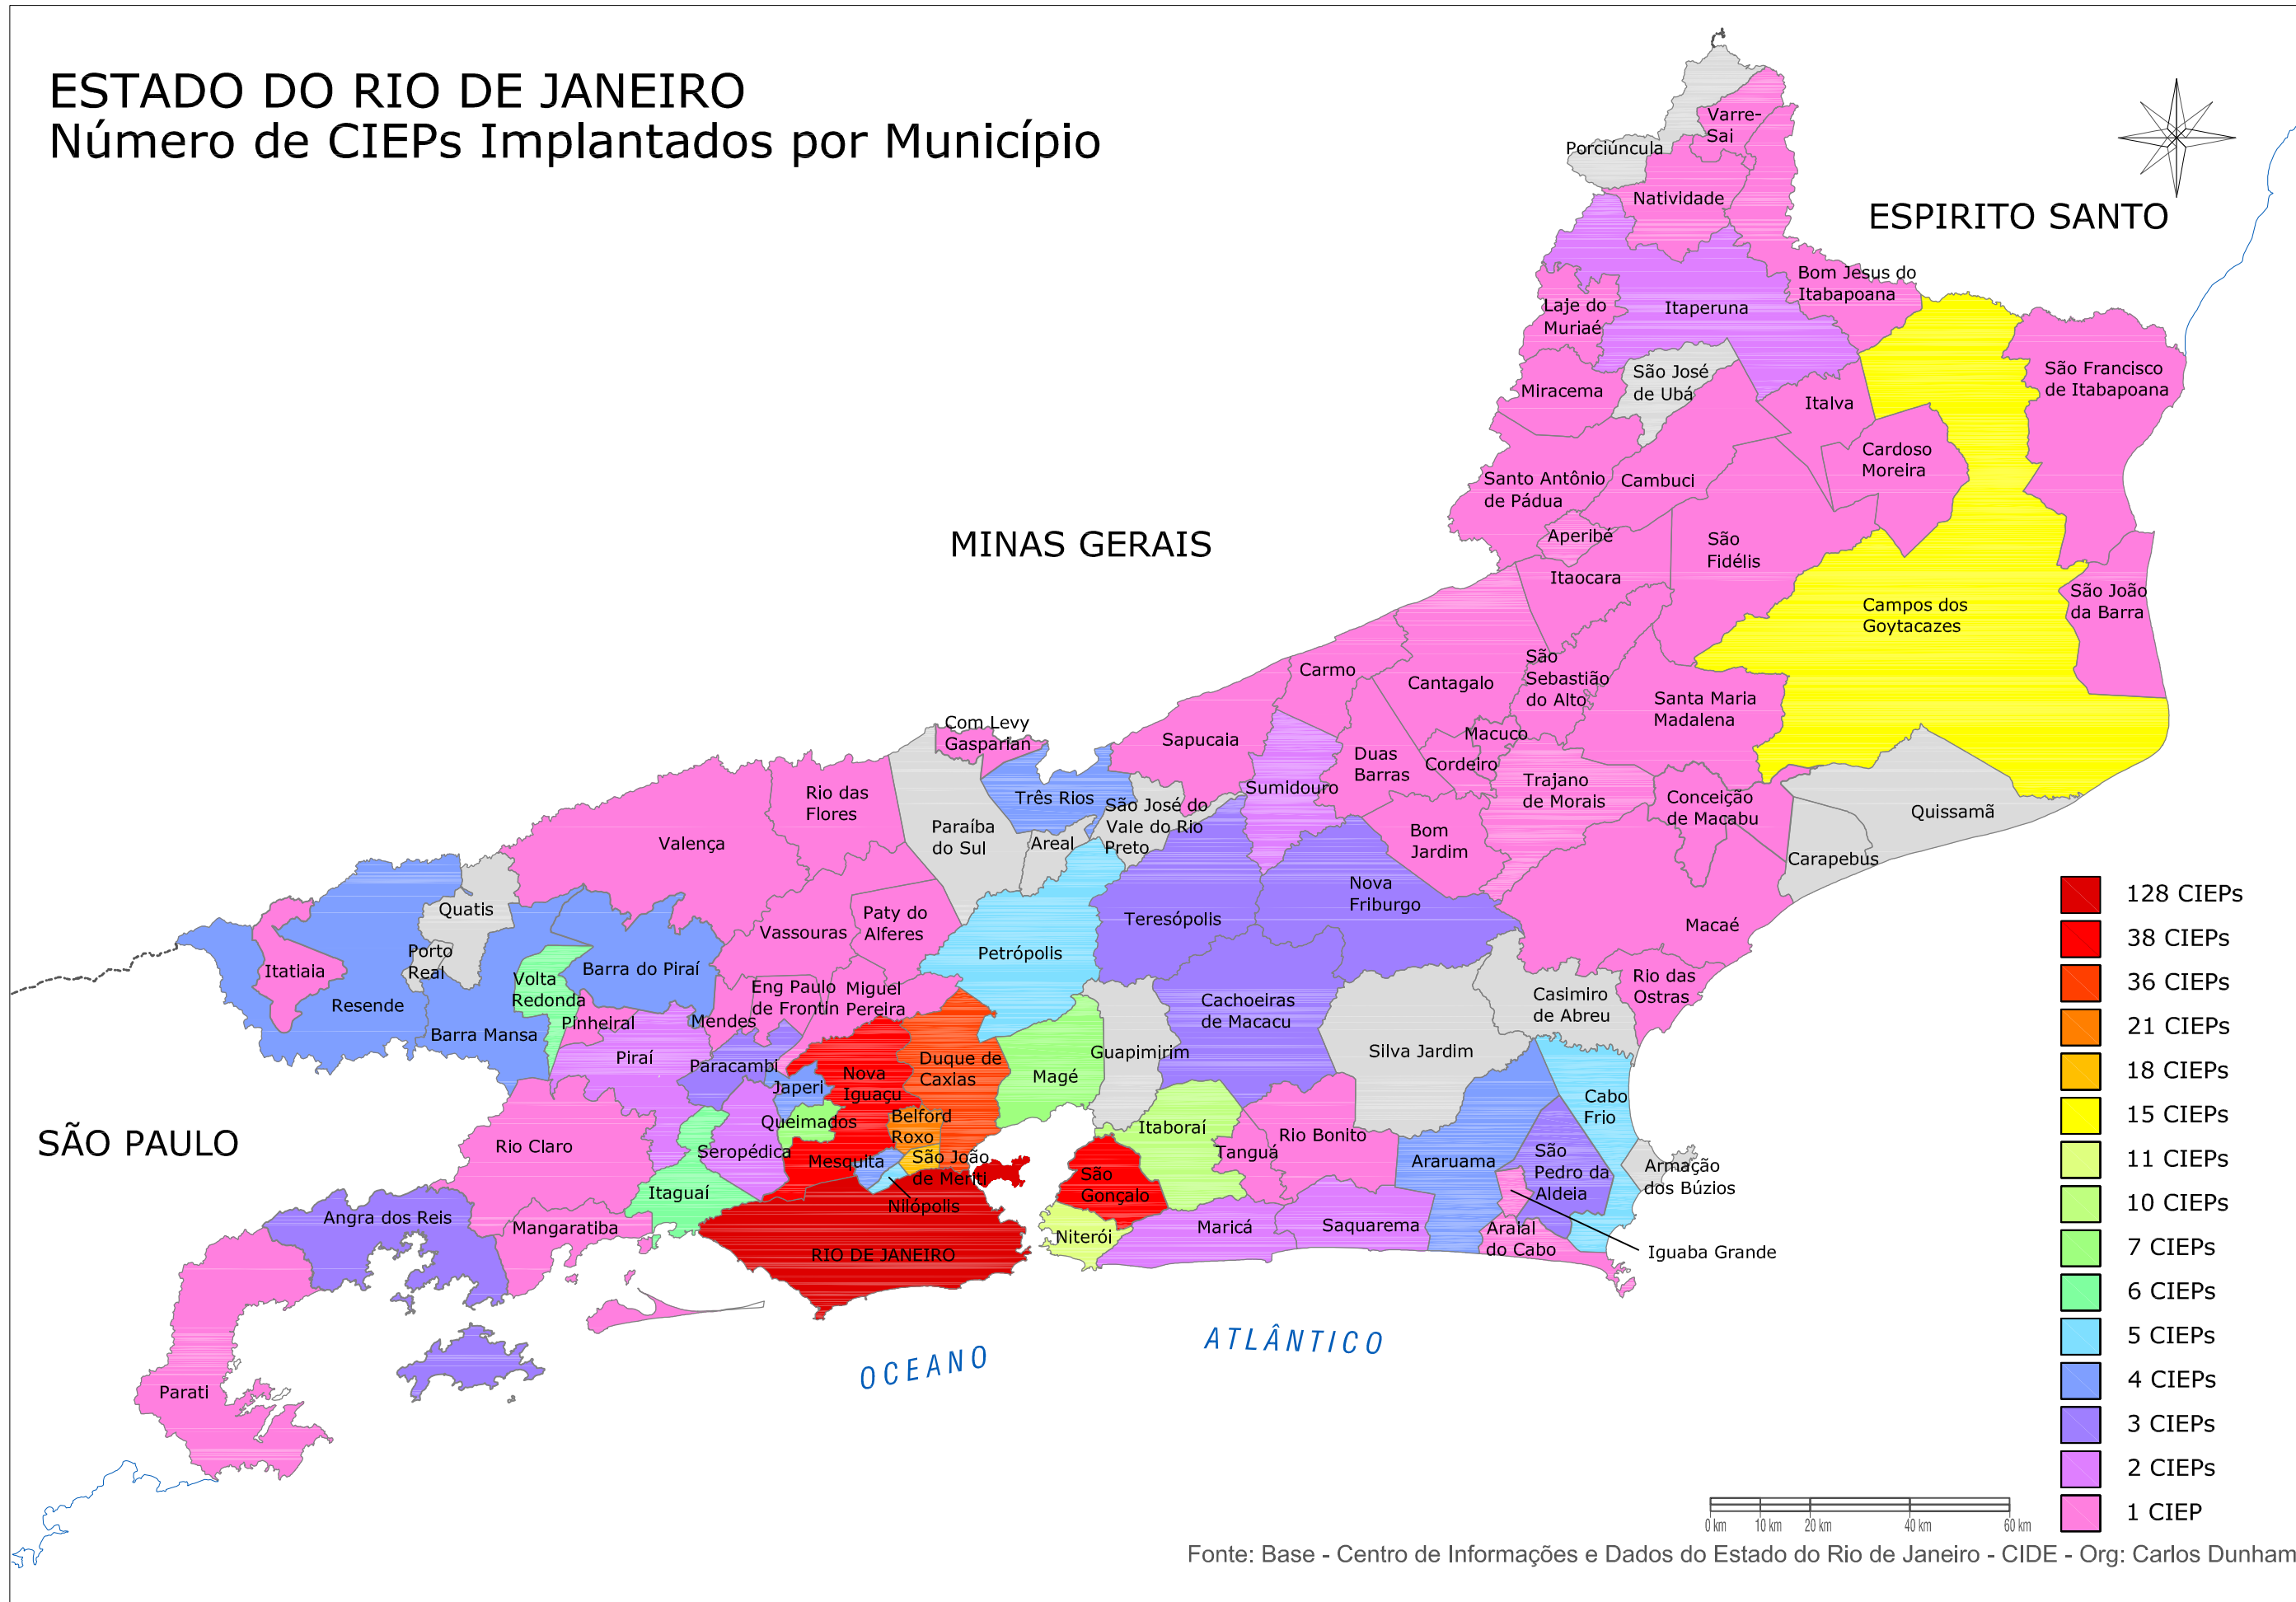 ESTADO DO RIO DE JANEIRO
Número de CIEPs Implantados por Município
ESPIRITO SANTO
MINAS GERAIS
SÃO PAULO
OCEANO
ATLÂNTICO
Varre-
Sai
Porciúncula
Natividade
Bom Jesus do
Itabapoana
Laje do
Muriaé
Itaperuna
São José
de Ubá
Miracema
Italva
São Francisco
de Itabapoana
Cardoso
Moreira
Santo Antônio
de Pádua
Cambuci
Aperibé
São
Fidélis
Itaocara
Campos dos
Goytacazes
São João
da Barra
Carmo
Cantagalo
São
Sebastião
do Alto
Santa Maria
Madalena
Com Levy
Gasparian
Sapucaia
Macuco
Duas
Barras
Cordeiro
Trajano
de Morais
Conceição
de Macabu
Quissamã
Carapebus
Sumidouro
Três Rios
São José do
Vale do Rio
Preto
Areal
Paraíba
do Sul
Rio das
Flores
Valença
Bom
Jardim
Nova
Friburgo
Teresópolis
Macaé
Quatis
Paty do
Alferes
Vassouras
Petrópolis
Porto
Real
Itatiaia
Resende
Volta
Redonda
Barra do Piraí
Barra Mansa
Pinheiral
Mendes
Eng Paulo
de Frontin
Miguel
Pereira
Rio das
Ostras
Casimiro
de Abreu
Cachoeiras
de Macacu
Silva Jardim
Guapimirim
Piraí
Paracambi
Japeri
Nova
Iguaçu
Duque de
Caxias
Magé
Cabo
Frio
Queimados
Belford
Roxo
Itaboraí
Rio Bonito
Tanguá
Rio Claro
Seropédica
Mesquita
São João
de Meriti
São
Gonçalo
Araruama
São
Pedro da
Aldeia
Armação
dos Búzios
Itaguaí
Nilópolis
Angra dos Reis
Mangaratiba
RIO DE JANEIRO
Niterói
Maricá
Saquarema
Araial
do Cabo
Iguaba Grande
Parati
128 CIEPs
38 CIEPs
36 CIEPs
21 CIEPs
18 CIEPs
15 CIEPs
11 CIEPs
10 CIEPs
7 CIEPs
6 CIEPs
5 CIEPs
4 CIEPs
3 CIEPs
2 CIEPs
1 CIEP
0 km 10 km 20 km 40 km 60 km
Fonte: Base - Centro de Informações e Dados do Estado do Rio de Janeiro - CIDE - Org: Carlos Dunham